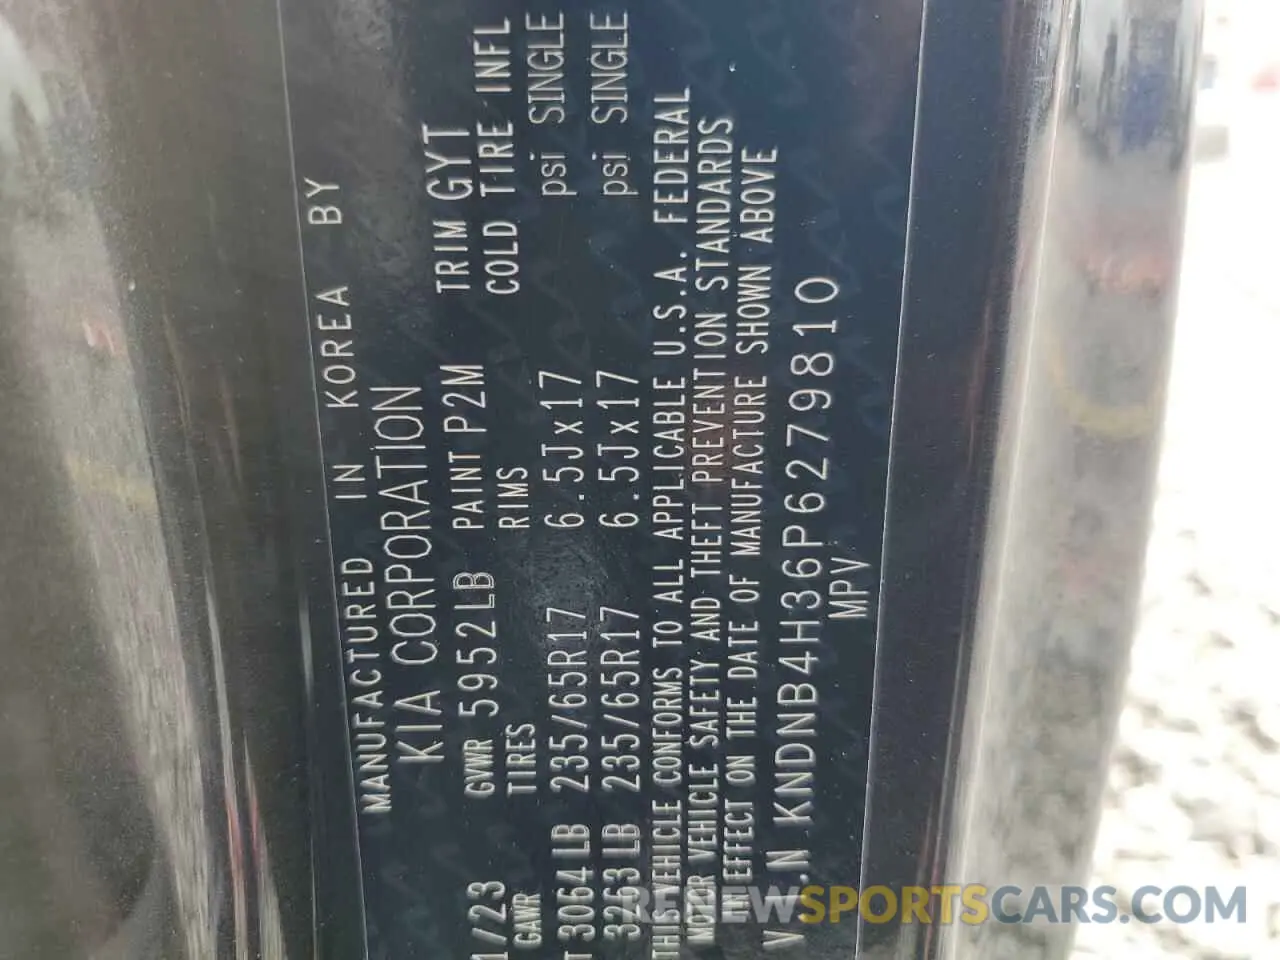 MANUFACTURED IN KOREA BY
KIA CORPORATION
1/23 GVWR 5952LB PAINT P2M TRIM GYT
GAWR TIRES RIMS COLD TIRE INFL
T 3064LB 235/65R17 6.5Jx17 psi SINGLE
3263LB 235/65R17 6.5Jx17 psi SINGLE
THIS VEHICLE CONFORMS TO ALL APPLICABLE U.S.A. FEDERAL
MOTOR VEHICLE SAFETY AND THEFT PREVENTION STANDARDS
IN EFFECT ON THE DATE OF MANUFACTURE SHOWN ABOVE
V.I.N KNDNB4H36P6279810
MPV
RENEWSPORTSCARS.COM